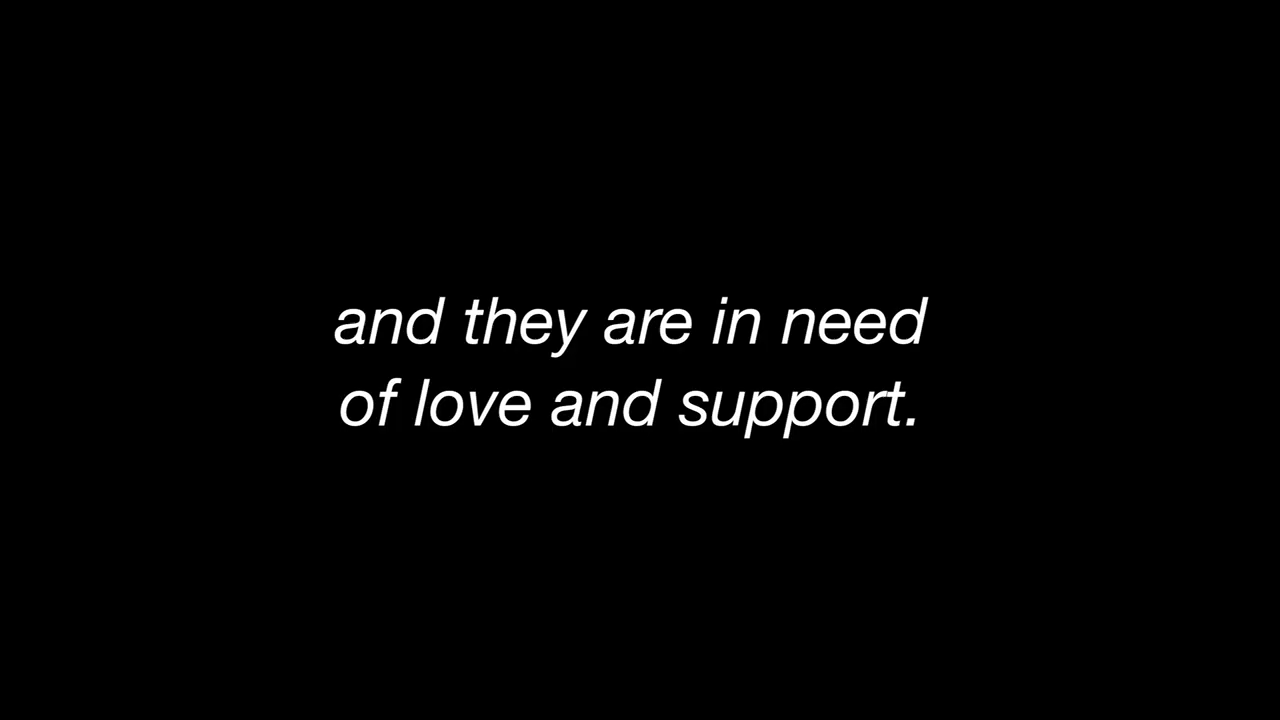 and they are in need
of love and support.